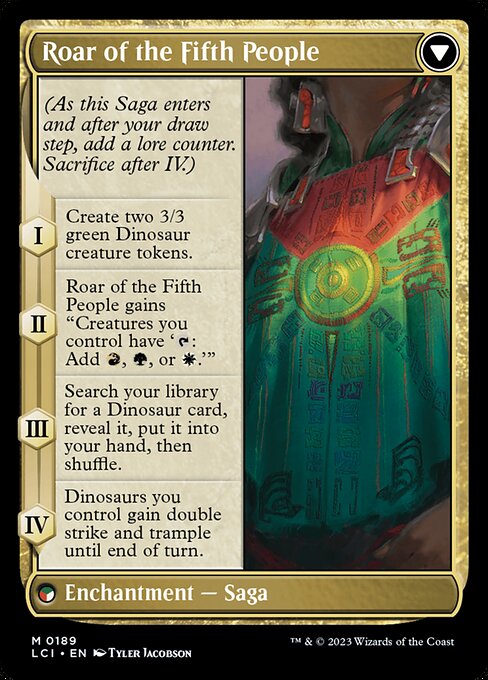 Roar of the Fifth People
(As this Saga enters
and after your draw
step, add a lore counter.
Sacrifice after IV.)
I
Create two 3/3
green Dinosaur
creature tokens.
II
Roar of the Fifth
People gains
“Creatures you
control have ‘:
Add , , or .’”
III
Search your library
for a Dinosaur card,
reveal it, put it into
your hand, then
shuffle.
IV
Dinosaurs you
control gain double
strike and trample
until end of turn.
Enchantment — Saga
M 0189
LCI • EN Tyler Jacobson
™ & © 2023 Wizards of the Coast